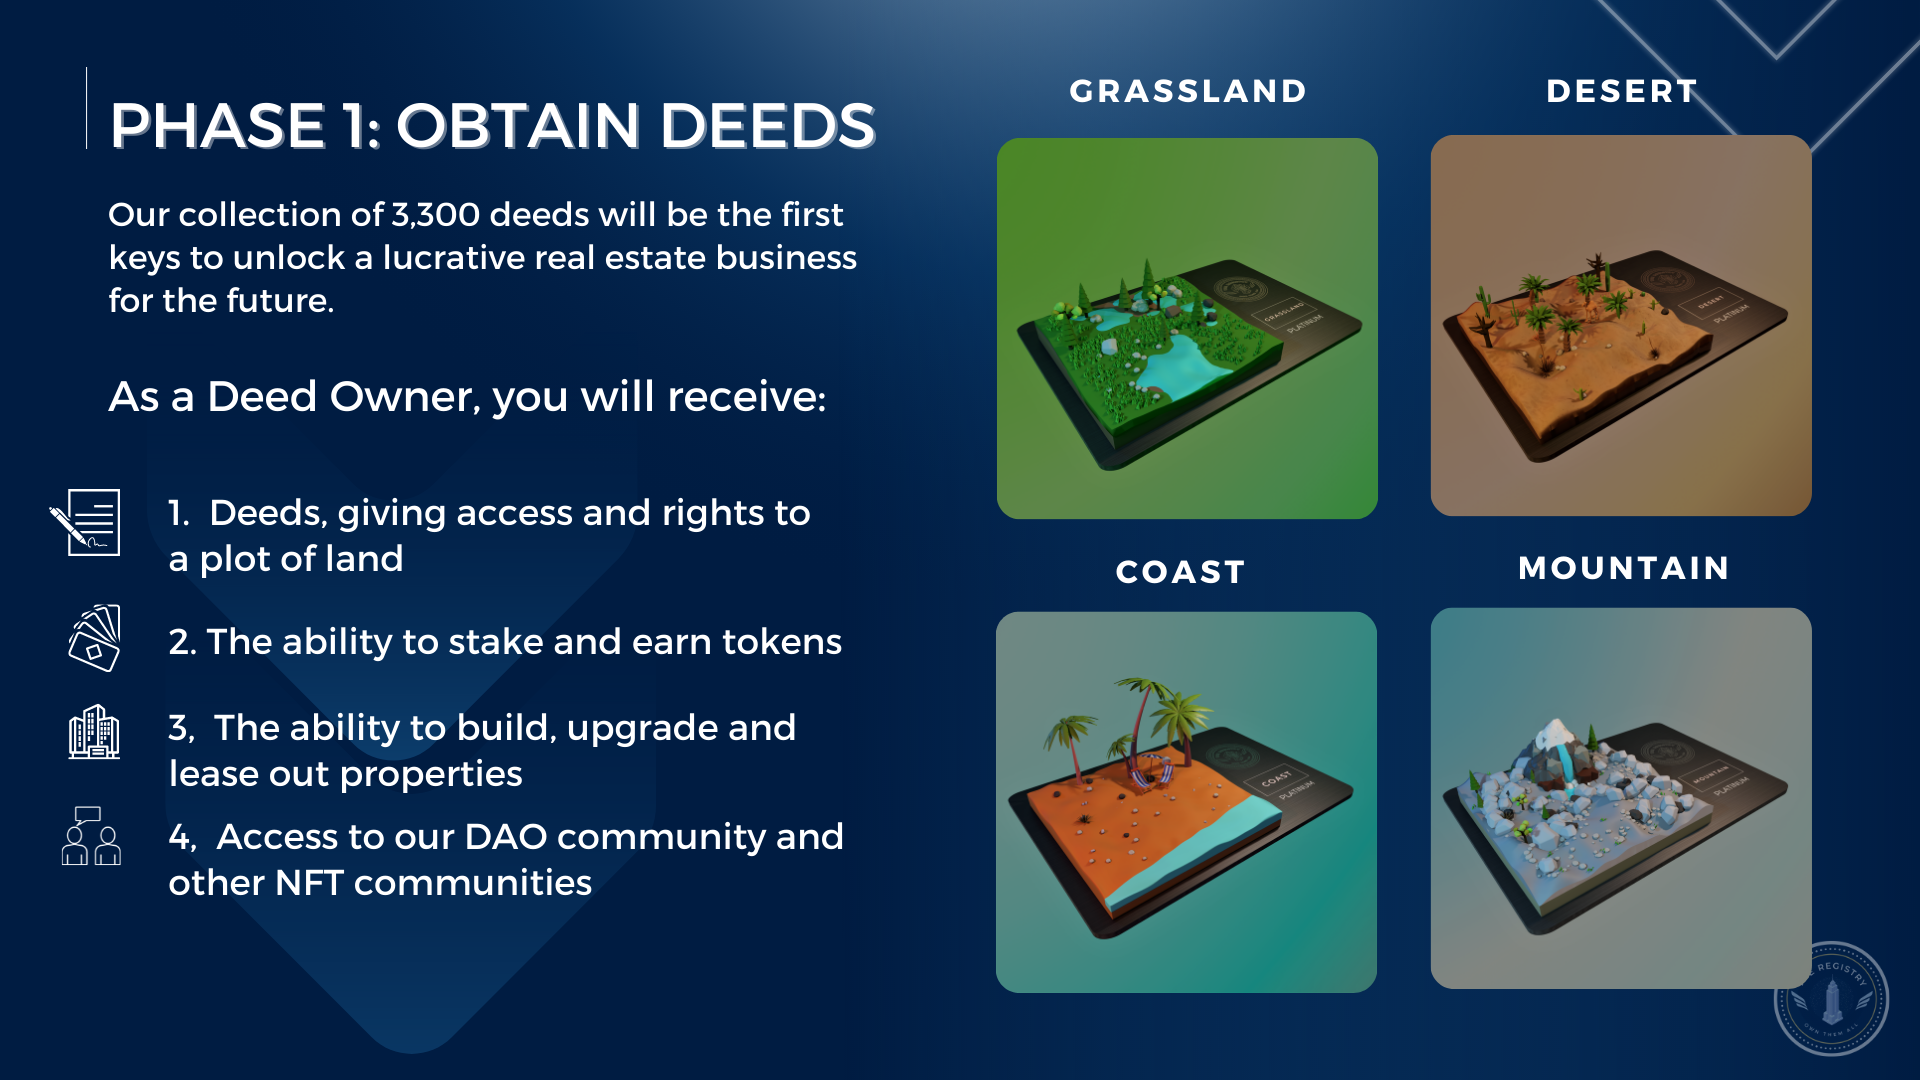 PHASE 1: OBTAIN DEEDS
Our collection of 3,300 deeds will be the first
keys to unlock a lucrative real estate business
for the future.
As a Deed Owner, you will receive:
1.  Deeds, giving access and rights to
a plot of land
2. The ability to stake and earn tokens
3,  The ability to build, upgrade and
lease out properties
4,  Access to our DAO community and
other NFT communities
GRASSLAND
GRASSLAND
PLATINUM
DESERT
DESERT
PLATINUM
COAST
COAST
PLATINUM
MOUNTAIN
MOUNTAIN
PLATINUM
REGISTRY
OWN THEM ALL